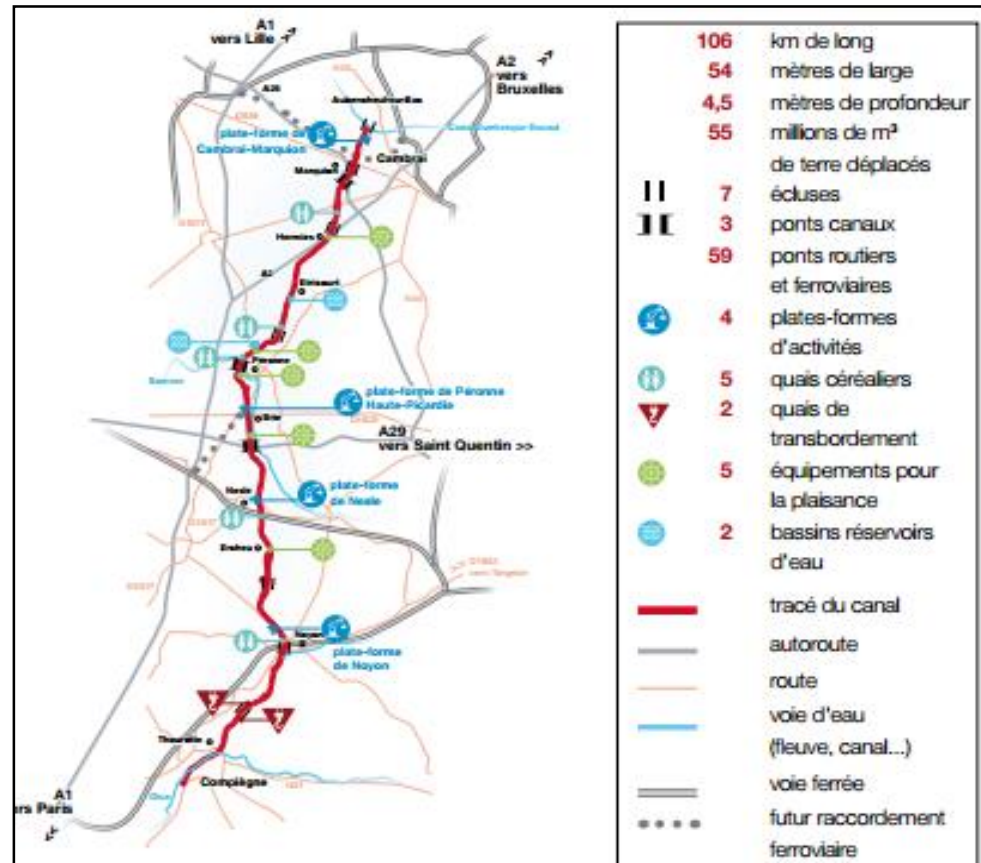 A1
vers Lille
A2
vers
Bruxelles
A26
plate-forme de
Cambrai-Marquion
Cambrai
Marquion
A2
Péronne
plate-forme de Péronne
Haute-Picardie
A29
vers Saint Quentin >>
plate-forme
de Nesle
Nesle
Noyon
plate-forme
de Noyon
Thourotte
Compiègne
A1
ers Paris
106 km de long
54 mètres de large
4,5 mètres de profondeur
55 millions de m³
de terre déplacés
7 écluses
3 ponts canaux
59 ponts routiers
et ferroviaires
4 plates-formes
d'activités
5 quais céréaliers
2 quais de
transbordement
5 équipements pour
la plaisance
2 bassins réservoirs
d'eau
tracé du canal
autoroute
route
voie d'eau
(fleuve, canal...)
voie ferrée
futur raccordement
ferroviaire